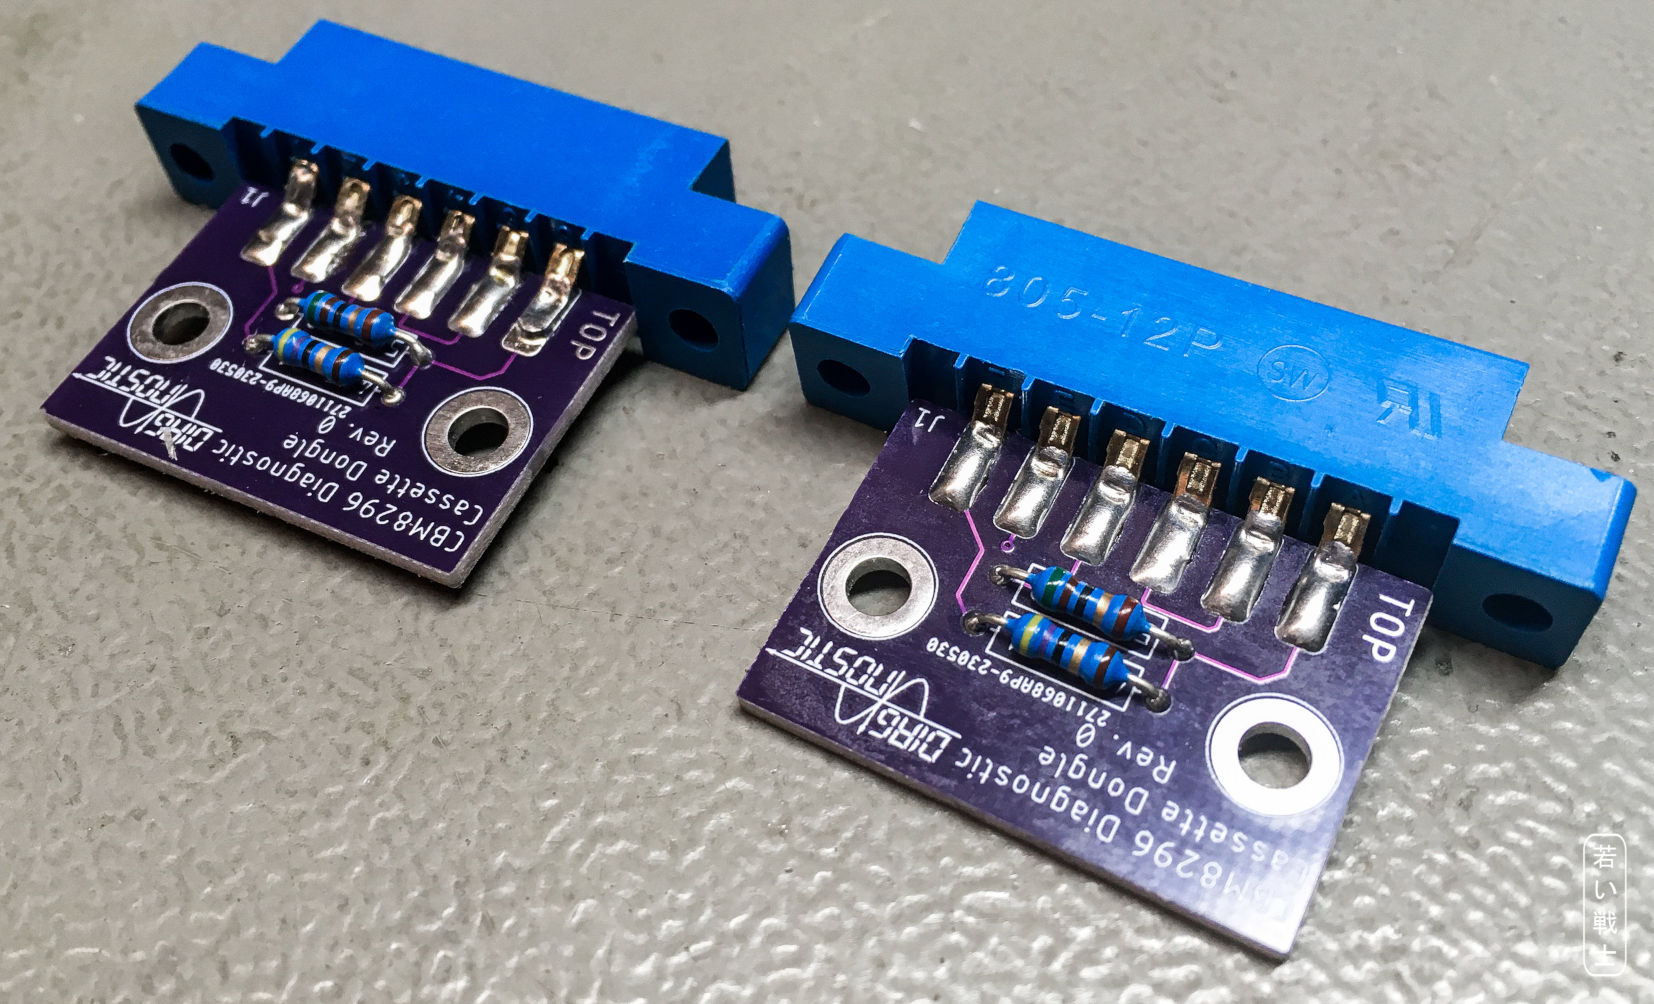 J1
TOP
2711068AP9-230530
DIAGNOSTIC
Rev. 0
Cassette Dongle
CBM8296 Diagnostic
805-12P
SW
J1
TOP
2711068AP9-230530
DIAGNOSTIC
Rev. 0
Cassette Dongle
CBM8296 Diagnostic
若い戦士